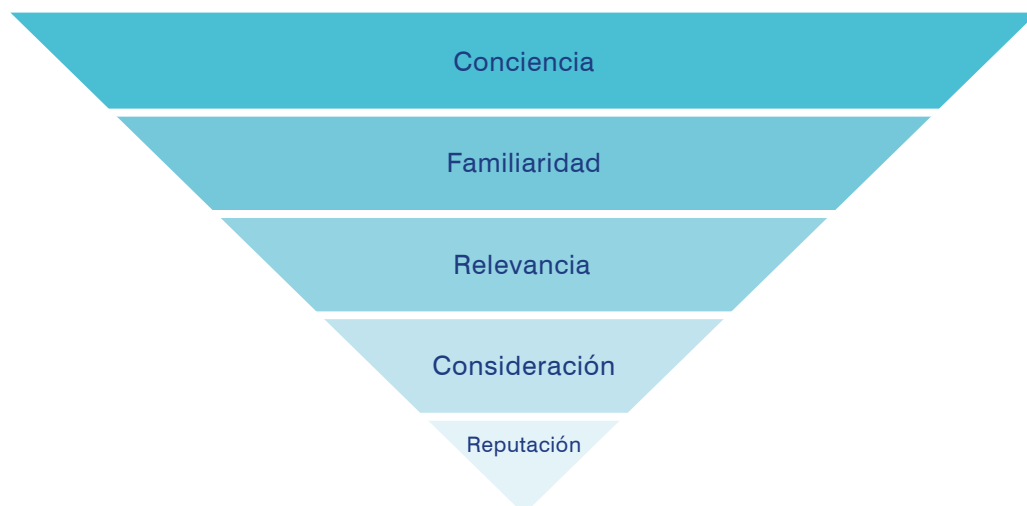 Conciencia
Familiaridad
Relevancia
Consideración
Reputación